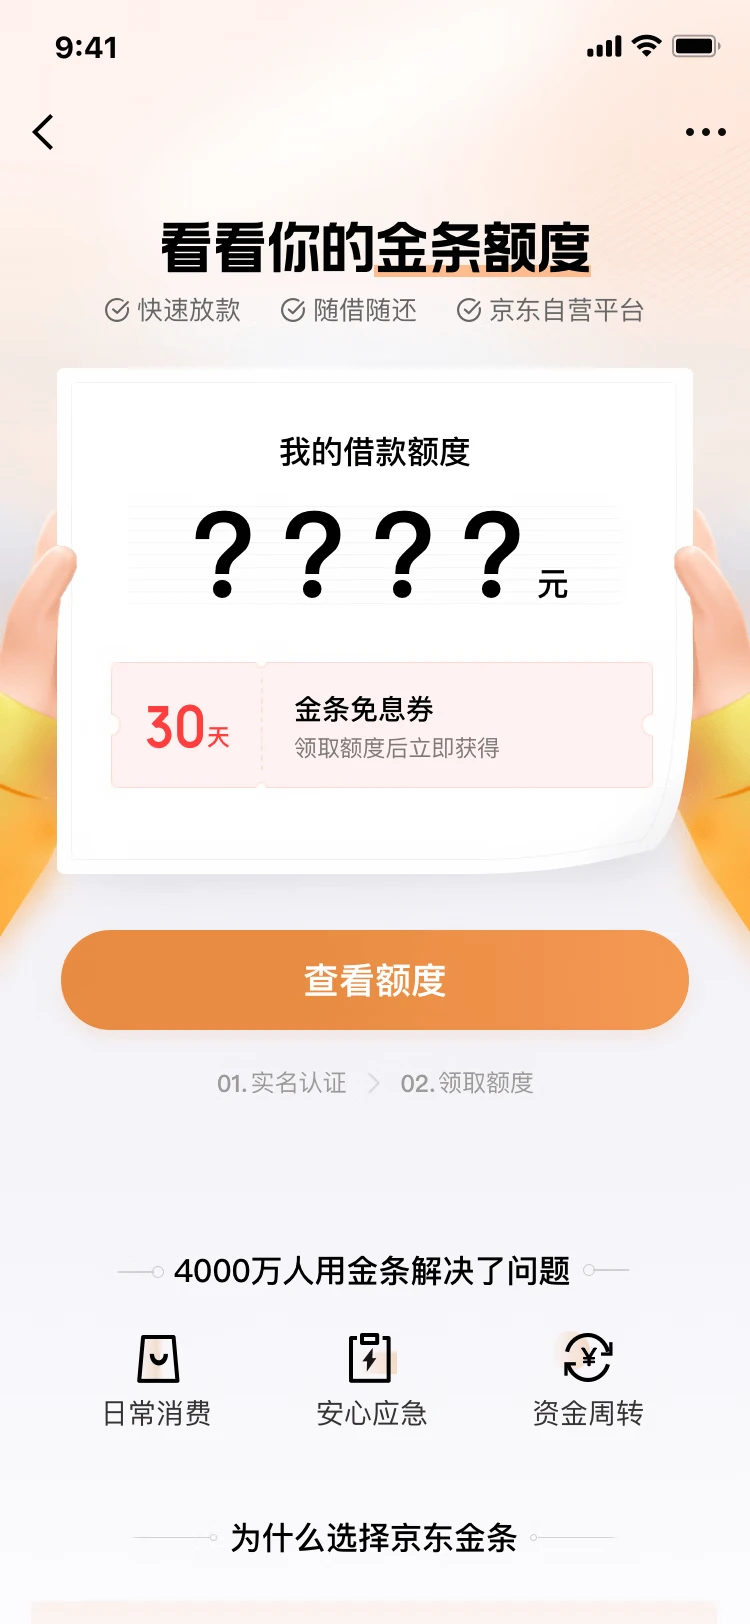 9:41
看看你的金条额度
快速放款 随借随还 京东自营平台
我的借款额度
????元
30天
金条免息券
领取额度后立即获得
查看额度
01.实名认证 > 02.领取额度
4000万人用金条解决了问题
日常消费 安心应急 资金周转
为什么选择京东金条